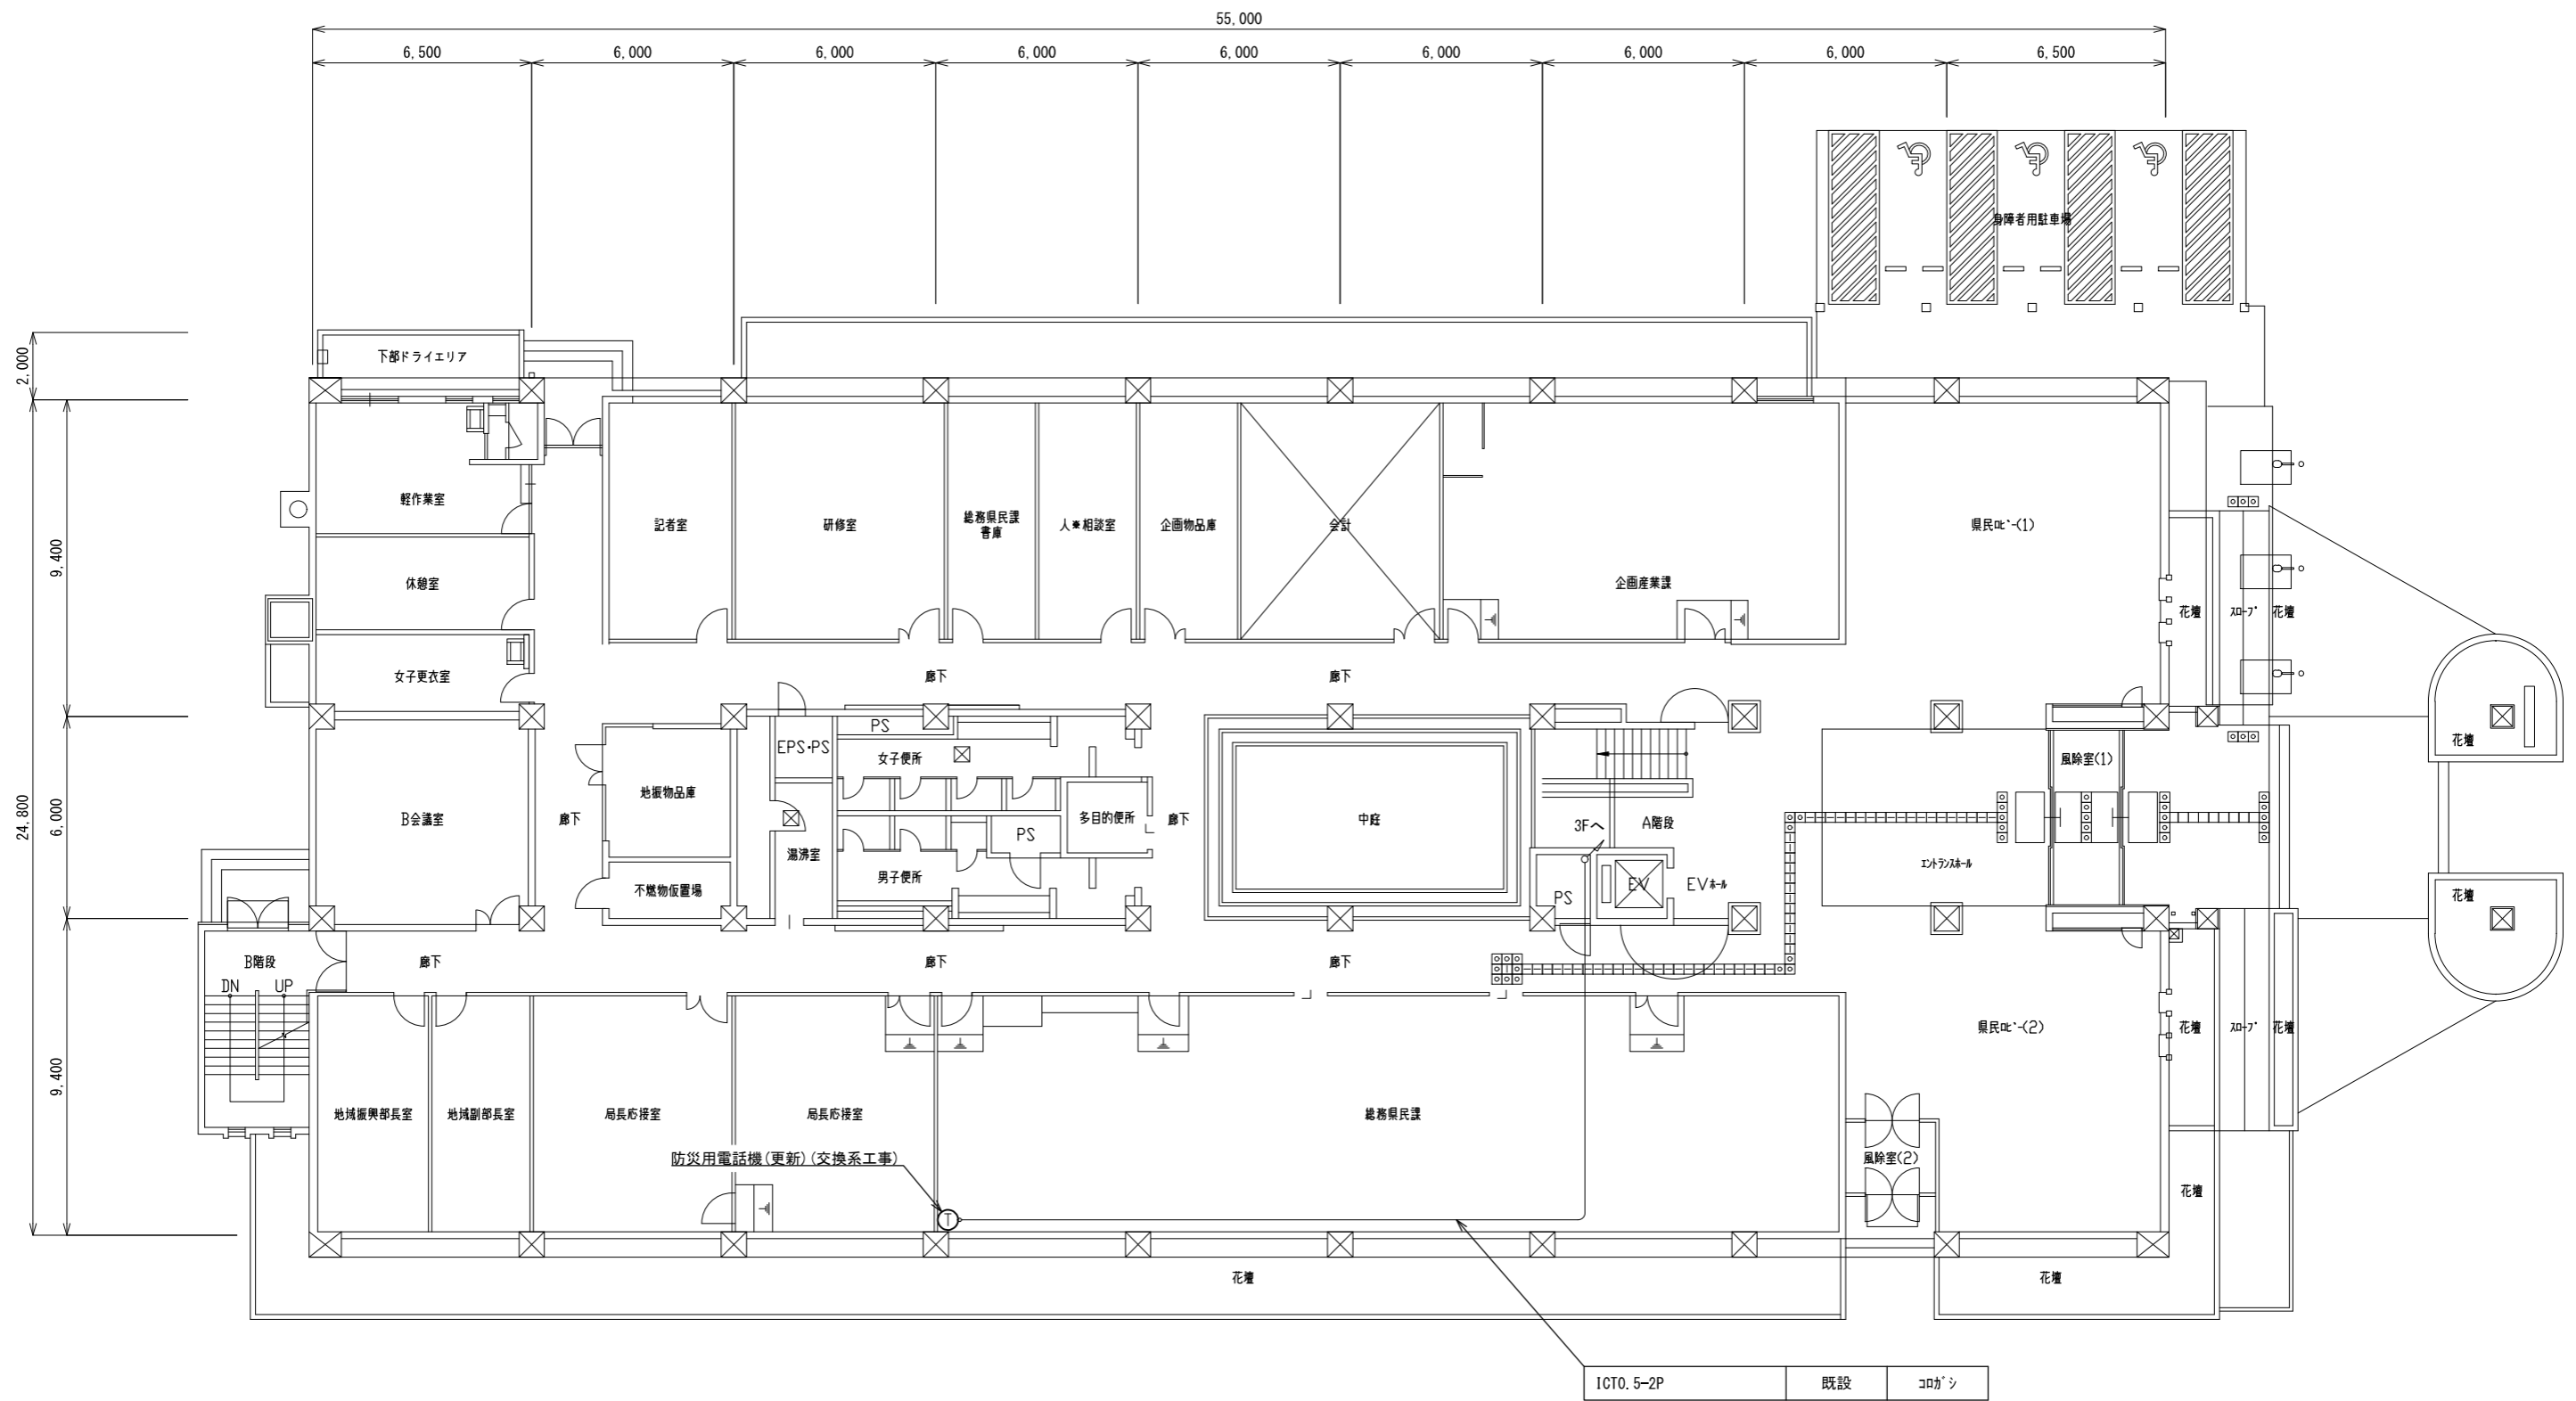 55,000
6,500
6,000
6,000
6,000
6,000
6,000
6,000
6,000
6,500
2,000
24,800
9,400
6,000
9,400
身障者用駐車場
下部ドライエリア
軽作業室
休憩室
女子更衣室
記者室
研修室
総務県民課
書庫
人※相談室
企画物品庫
会計
企画産業課
県民ﾛﾋﾞｰ(1)
花壇
ｽﾛｰﾌﾟ
花壇
廊下
廊下
PS
EPS・PS
女子便所
花壇
風除室(1)
地振物品庫
B会議室
廊下
多目的便所
廊下
中庭
3Fへ
A階段
PS
湯沸室
ｴﾝﾄﾗﾝｽﾎｰﾙ
男子便所
不燃物仮置場
PS
EV
EVﾎｰﾙ
花壇
B階段
廊下
廊下
廊下
DN
UP
県民ﾛﾋﾞｰ(2)
花壇
ｽﾛｰﾌﾟ
花壇
地域振興部長室
地域副部長室
局長応接室
局長応接室
総務県民課
防災用電話機(更新)(交換系工事)
T
風除室(2)
花壇
花壇
花壇
ICT0.5-2P
既設
ｺﾛｶﾞｼ